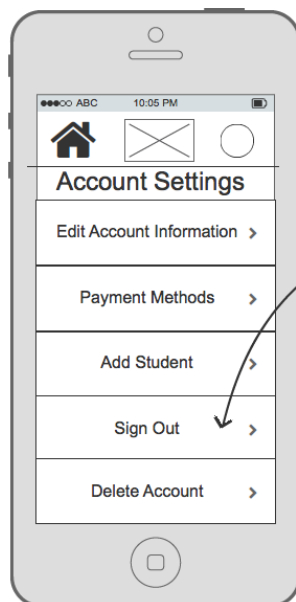 ABC 10:05 PM
Account Settings
Edit Account Information >
Payment Methods >
Add Student >
Sign Out >
Delete Account >